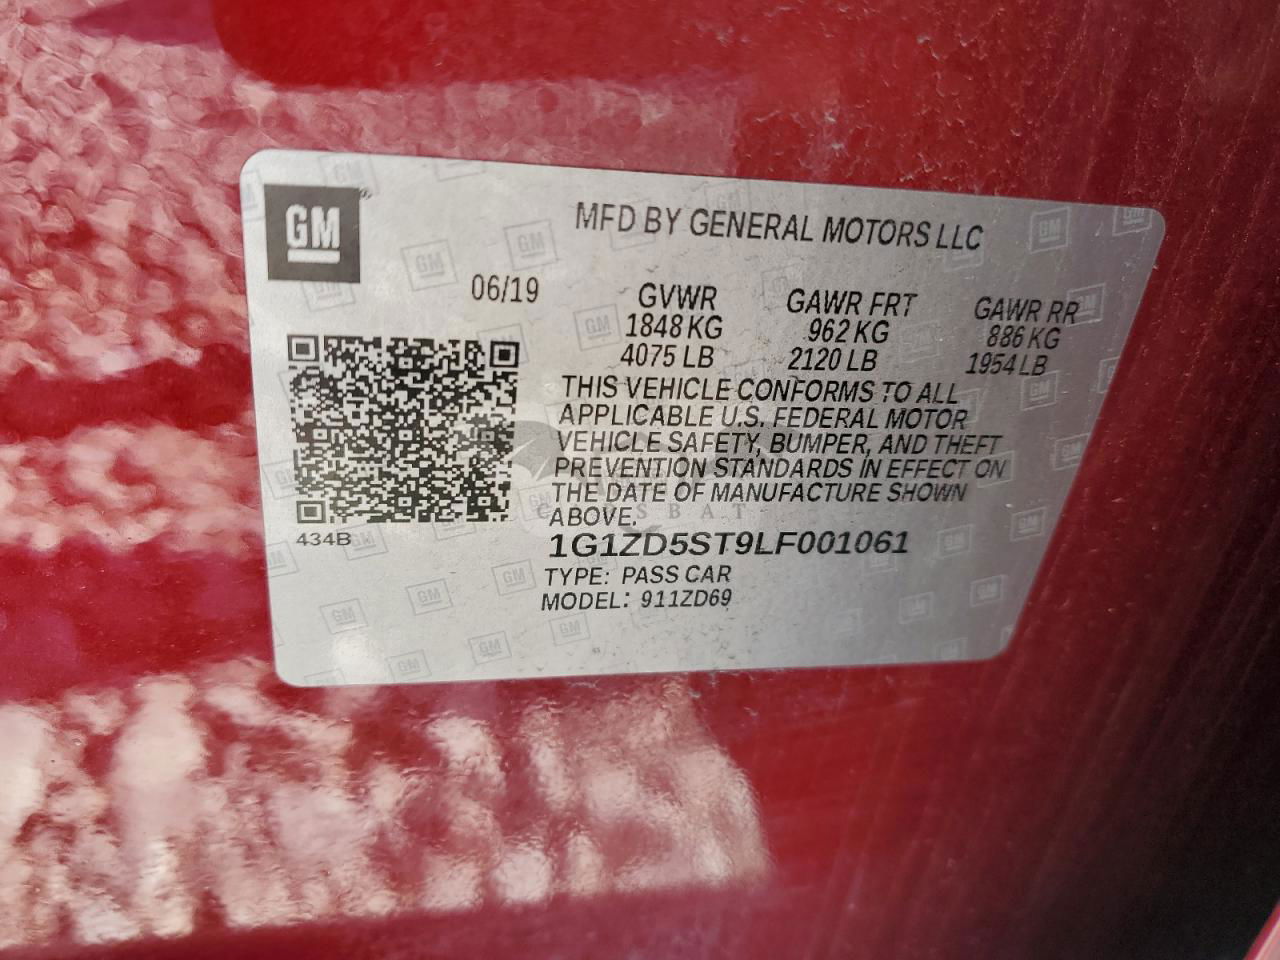 GM
MFD BY GENERAL MOTORS LLC
06/19
GVWR GAWR FRT GAWR RR
1848 KG 962 KG 886 KG
4075 LB 2120 LB 1954 LB
THIS VEHICLE CONFORMS TO ALL
APPLICABLE U.S. FEDERAL MOTOR
VEHICLE SAFETY, BUMPER, AND THEFT
PREVENTION STANDARDS IN EFFECT ON
THE DATE OF MANUFACTURE SHOWN
ABOVE.
434B
1G1ZD5ST9LF001061
TYPE: PASS CAR
MODEL: 911ZD69